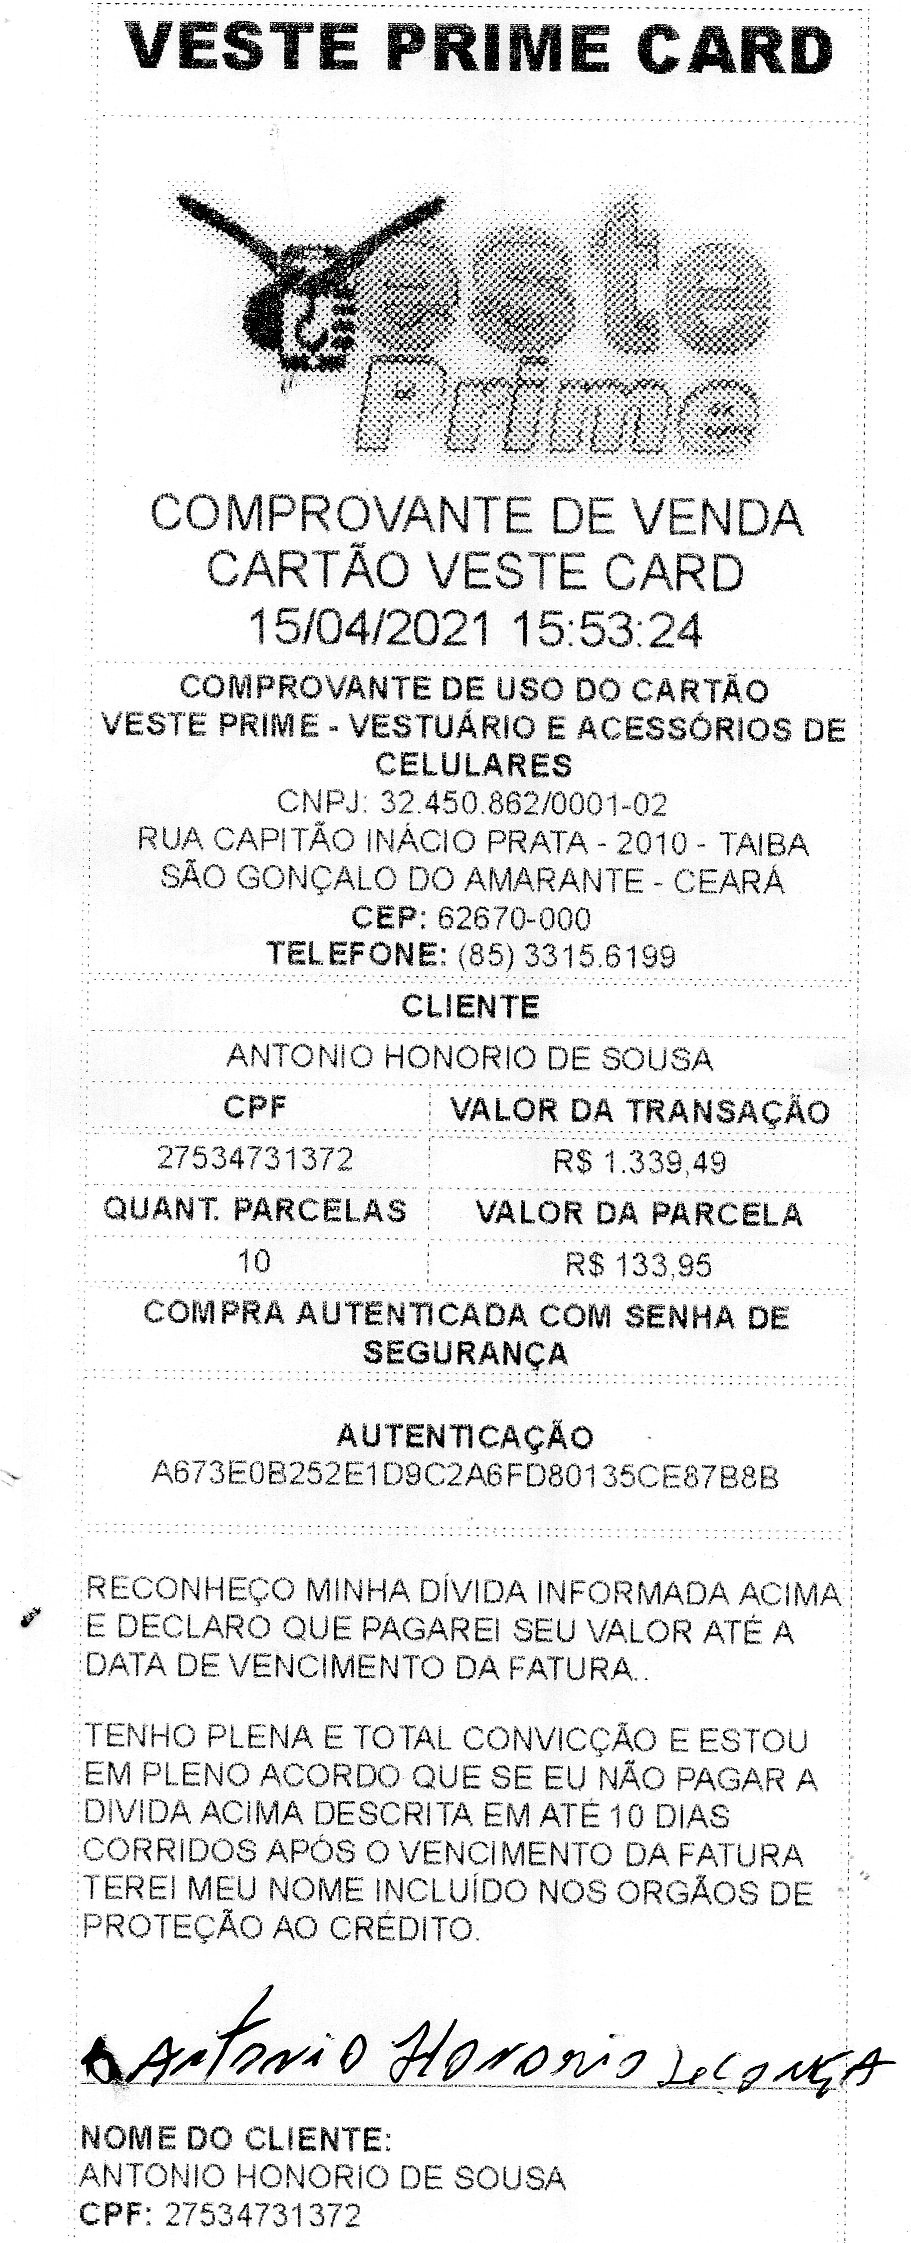 VESTE PRIME CARD
este
Prime
COMPROVANTE DE VENDA
CARTÃO VESTE CARD
15/04/2021 15:53:24
COMPROVANTE DE USO DO CARTÃO
VESTE PRIME - VESTUÁRIO E ACESSÓRIOS DE
CELULARES
CNPJ: 32.450.862/0001-02
RUA CAPITÃO INÁCIO PRATA - 2010 - TAIBA
SÃO GONÇALO DO AMARANTE - CEARÁ
CEP: 62670-000
TELEFONE: (85) 3315.6199
CLIENTE
ANTONIO HONORIO DE SOUSA
CPF VALOR DA TRANSAÇÃO
27534731372 R$ 1.339,49
QUANT. PARCELAS VALOR DA PARCELA
10 R$ 133,95
COMPRA AUTENTICADA COM SENHA DE
SEGURANÇA
AUTENTICAÇÃO
A673E0B252E1D9C2A6FD80135CE87B8B
RECONHEÇO MINHA DÍVIDA INFORMADA ACIMA
E DECLARO QUE PAGAREI SEU VALOR ATÉ A
DATA DE VENCIMENTO DA FATURA..
TENHO PLENA E TOTAL CONVICÇÃO E ESTOU
EM PLENO ACORDO QUE SE EU NÃO PAGAR A
DIVIDA ACIMA DESCRITA EM ATÉ 10 DIAS
CORRIDOS APÓS O VENCIMENTO DA FATURA
TEREI MEU NOME INCLUÍDO NOS ORGÃOS DE
PROTEÇÃO AO CRÉDITO.
Antonio Honorio
NOME DO CLIENTE:
ANTONIO HONORIO DE SOUSA
CPF: 27534731372